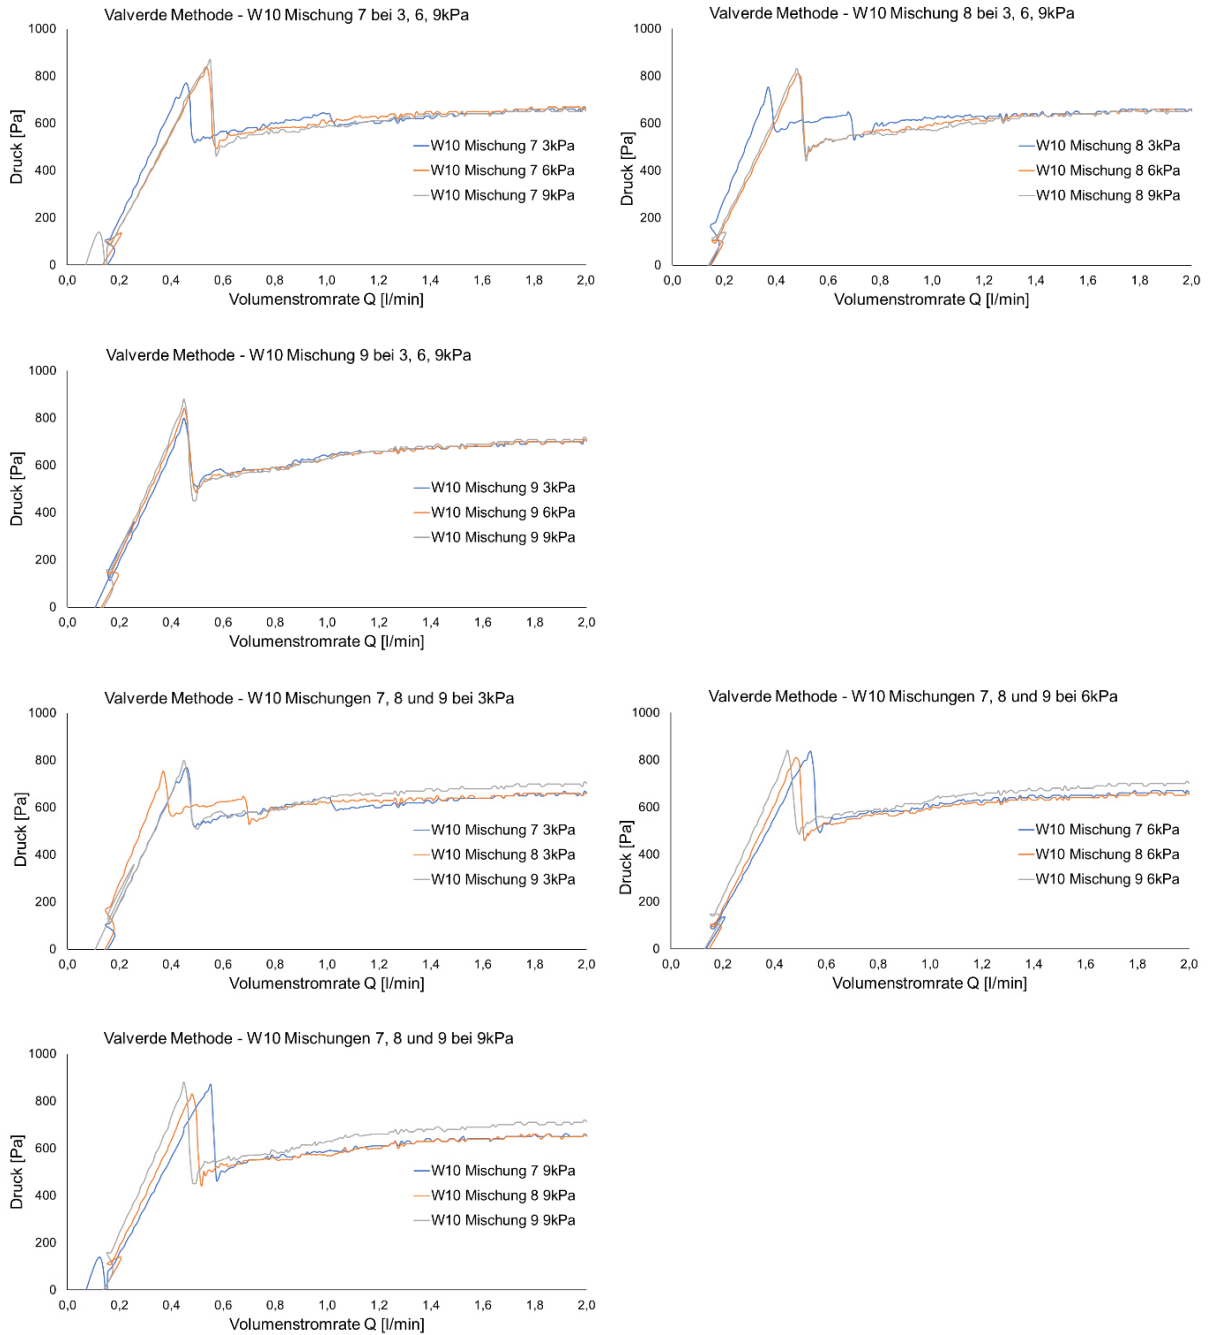 Valverde Methode - W10 Mischung 7 bei 3, 6, 9kPa
1000
800
600
400
200
0
Druck [Pa]
W10 Mischung 7 3kPa
W10 Mischung 7 6kPa
W10 Mischung 7 9kPa
0,0 0,2 0,4 0,6 0,8 1,0 1,2 1,4 1,6 1,8 2,0
Volumenstromrate Q [l/min]
Valverde Methode - W10 Mischung 8 bei 3, 6, 9kPa
1000
800
600
400
200
0
Druck [Pa]
W10 Mischung 8 3kPa
W10 Mischung 8 6kPa
W10 Mischung 8 9kPa
0,0 0,2 0,4 0,6 0,8 1,0 1,2 1,4 1,6 1,8 2,0
Volumenstromrate Q [l/min]
Valverde Methode - W10 Mischung 9 bei 3, 6, 9kPa
1000
800
600
400
200
0
Druck [Pa]
W10 Mischung 9 3kPa
W10 Mischung 9 6kPa
W10 Mischung 9 9kPa
0,0 0,2 0,4 0,6 0,8 1,0 1,2 1,4 1,6 1,8 2,0
Volumenstromrate Q [l/min]
Valverde Methode - W10 Mischungen 7, 8 und 9 bei 3kPa
1000
800
600
400
200
0
Druck [Pa]
W10 Mischung 7 3kPa
W10 Mischung 8 3kPa
W10 Mischung 9 3kPa
0,0 0,2 0,4 0,6 0,8 1,0 1,2 1,4 1,6 1,8 2,0
Volumenstromrate Q [l/min]
Valverde Methode - W10 Mischungen 7, 8 und 9 bei 6kPa
1000
800
600
400
200
0
Druck [Pa]
W10 Mischung 7 6kPa
W10 Mischung 8 6kPa
W10 Mischung 9 6kPa
0,0 0,2 0,4 0,6 0,8 1,0 1,2 1,4 1,6 1,8 2,0
Volumenstromrate Q [l/min]
Valverde Methode - W10 Mischungen 7, 8 und 9 bei 9kPa
1000
800
600
400
200
0
Druck [Pa]
W10 Mischung 7 9kPa
W10 Mischung 8 9kPa
W10 Mischung 9 9kPa
0,0 0,2 0,4 0,6 0,8 1,0 1,2 1,4 1,6 1,8 2,0
Volumenstromrate Q [l/min]